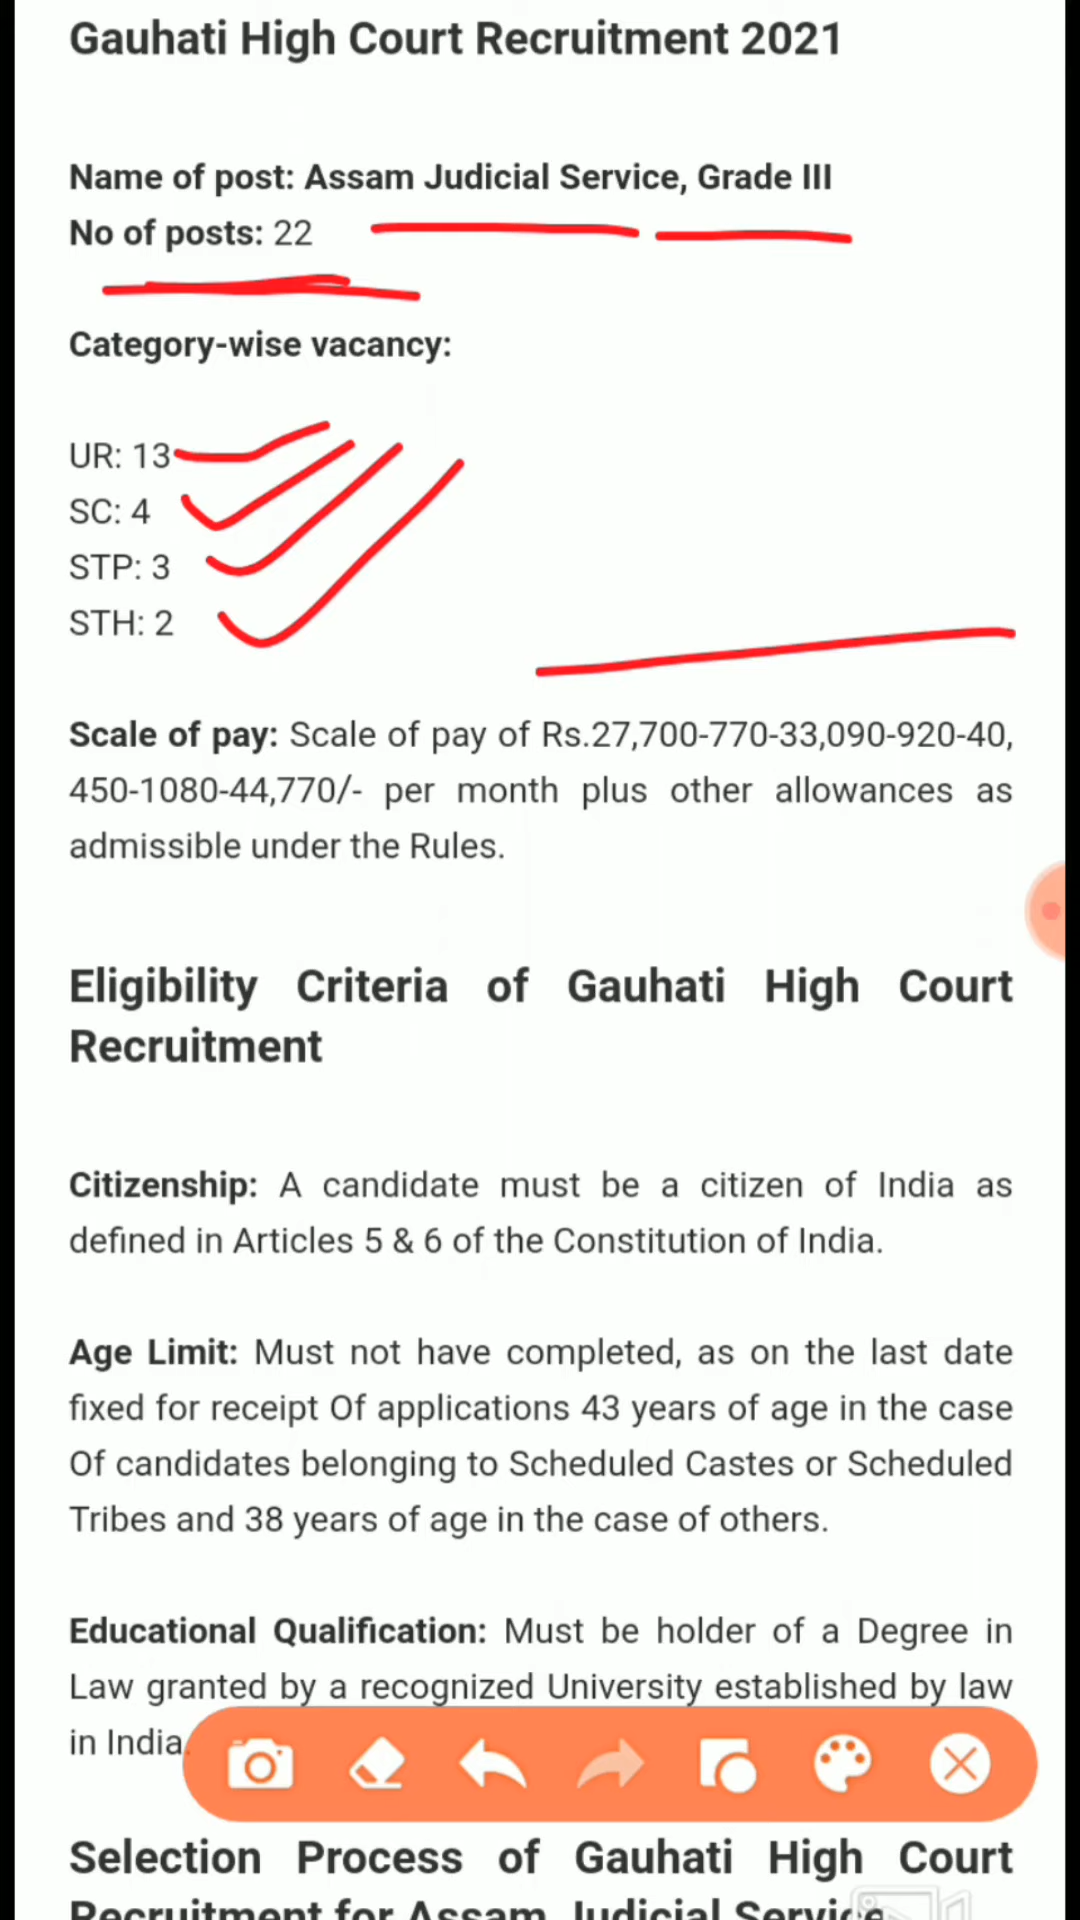 Gauhati High Court Recruitment 2021
Name of post: Assam Judicial Service, Grade III
No of posts: 22
Category-wise vacancy:
UR: 13
SC: 4
STP: 3
STH: 2
Scale of pay: Scale of pay of Rs.27,700-770-33,090-920-40,
450-1080-44,770/- per month plus other allowances as
admissible under the Rules.
Eligibility Criteria of Gauhati High Court
Recruitment
Citizenship: A candidate must be a citizen of India as
defined in Articles 5 & 6 of the Constitution of India.
Age Limit: Must not have completed, as on the last date
fixed for receipt Of applications 43 years of age in the case
Of candidates belonging to Scheduled Castes or Scheduled
Tribes and 38 years of age in the case of others.
Educational Qualification: Must be holder of a Degree in
Law granted by a recognized University established by law
in India.
Selection Process of Gauhati High Court
Recruitment for Assam Judicial Service